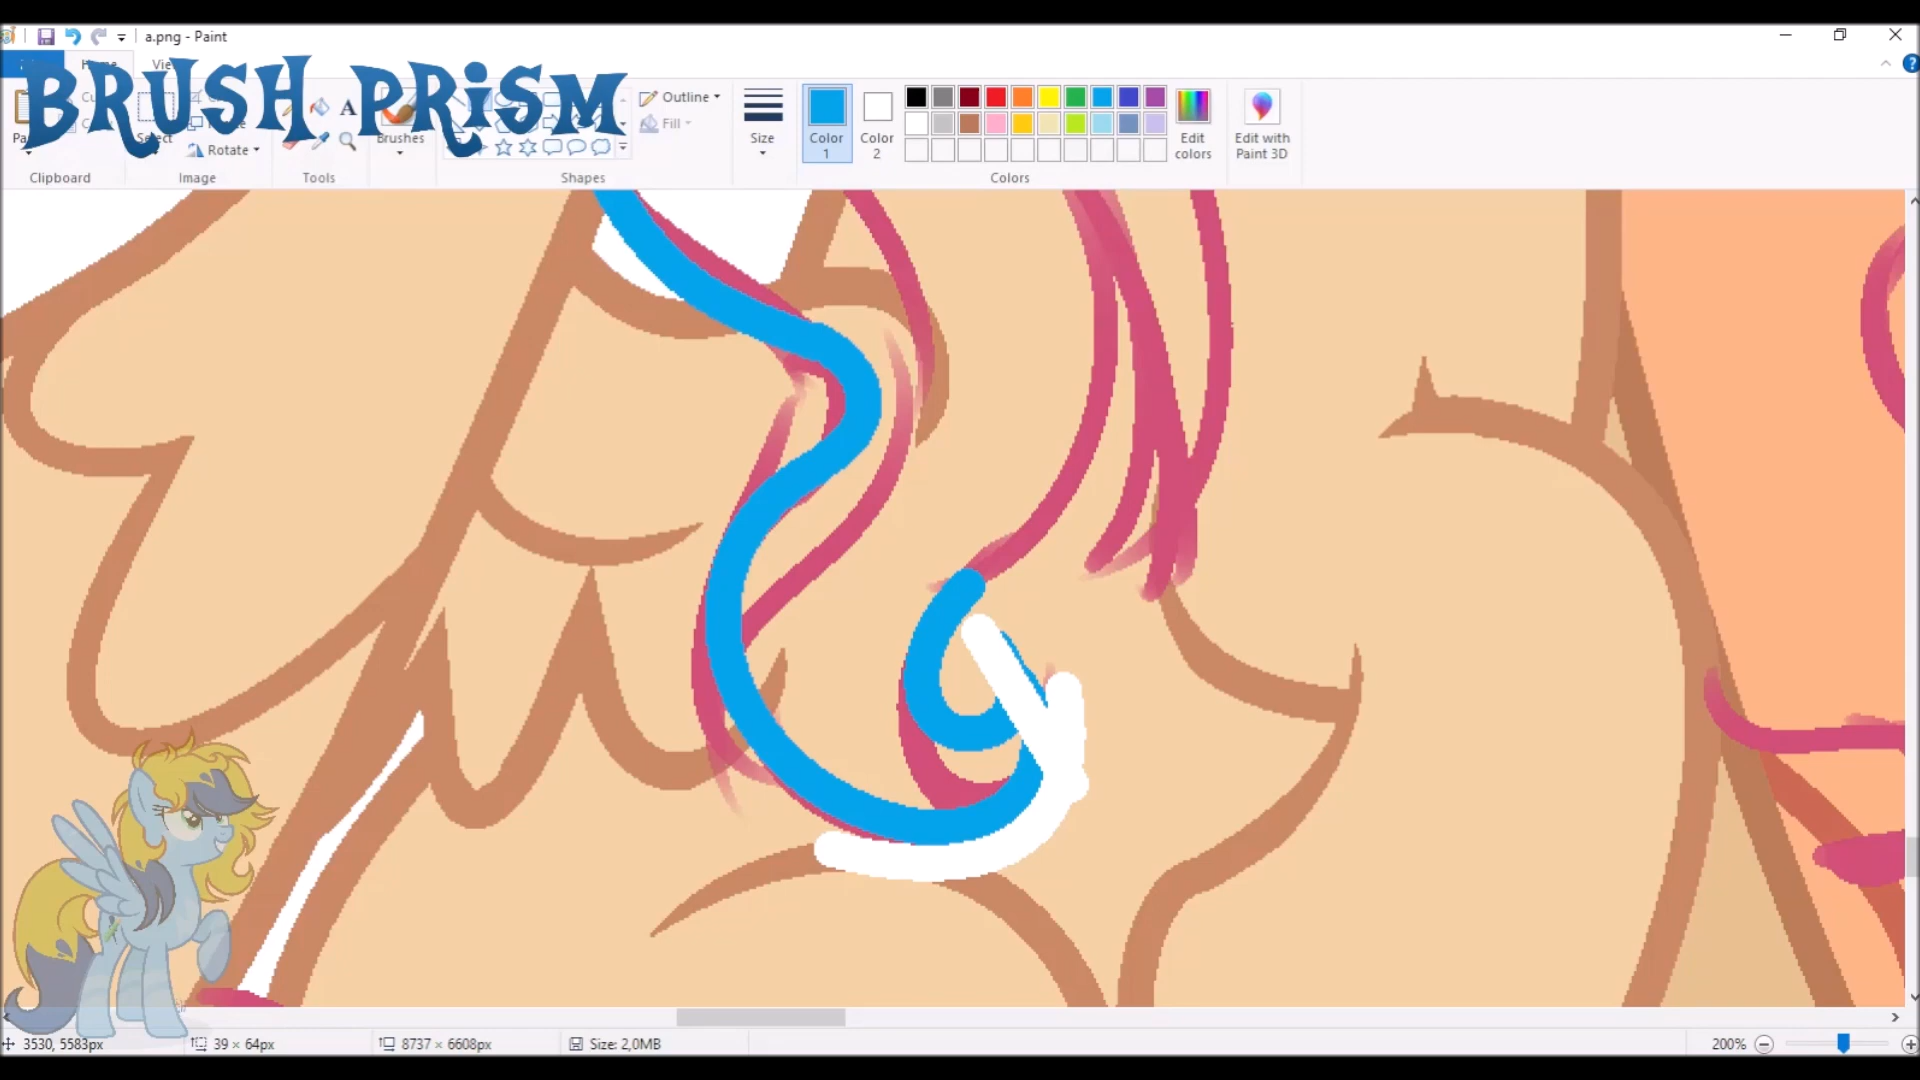 a.png - Paint
BRUSH PRISM
Outline
Fill
Select
Rotate
Brushes
Size
Color 1
Color 2
Edit colors
Edit with Paint 3D
Clipboard
Image
Tools
Shapes
Colors
3530, 5583px
39 × 64px
8737 × 6608px
Size: 2,0MB
200%